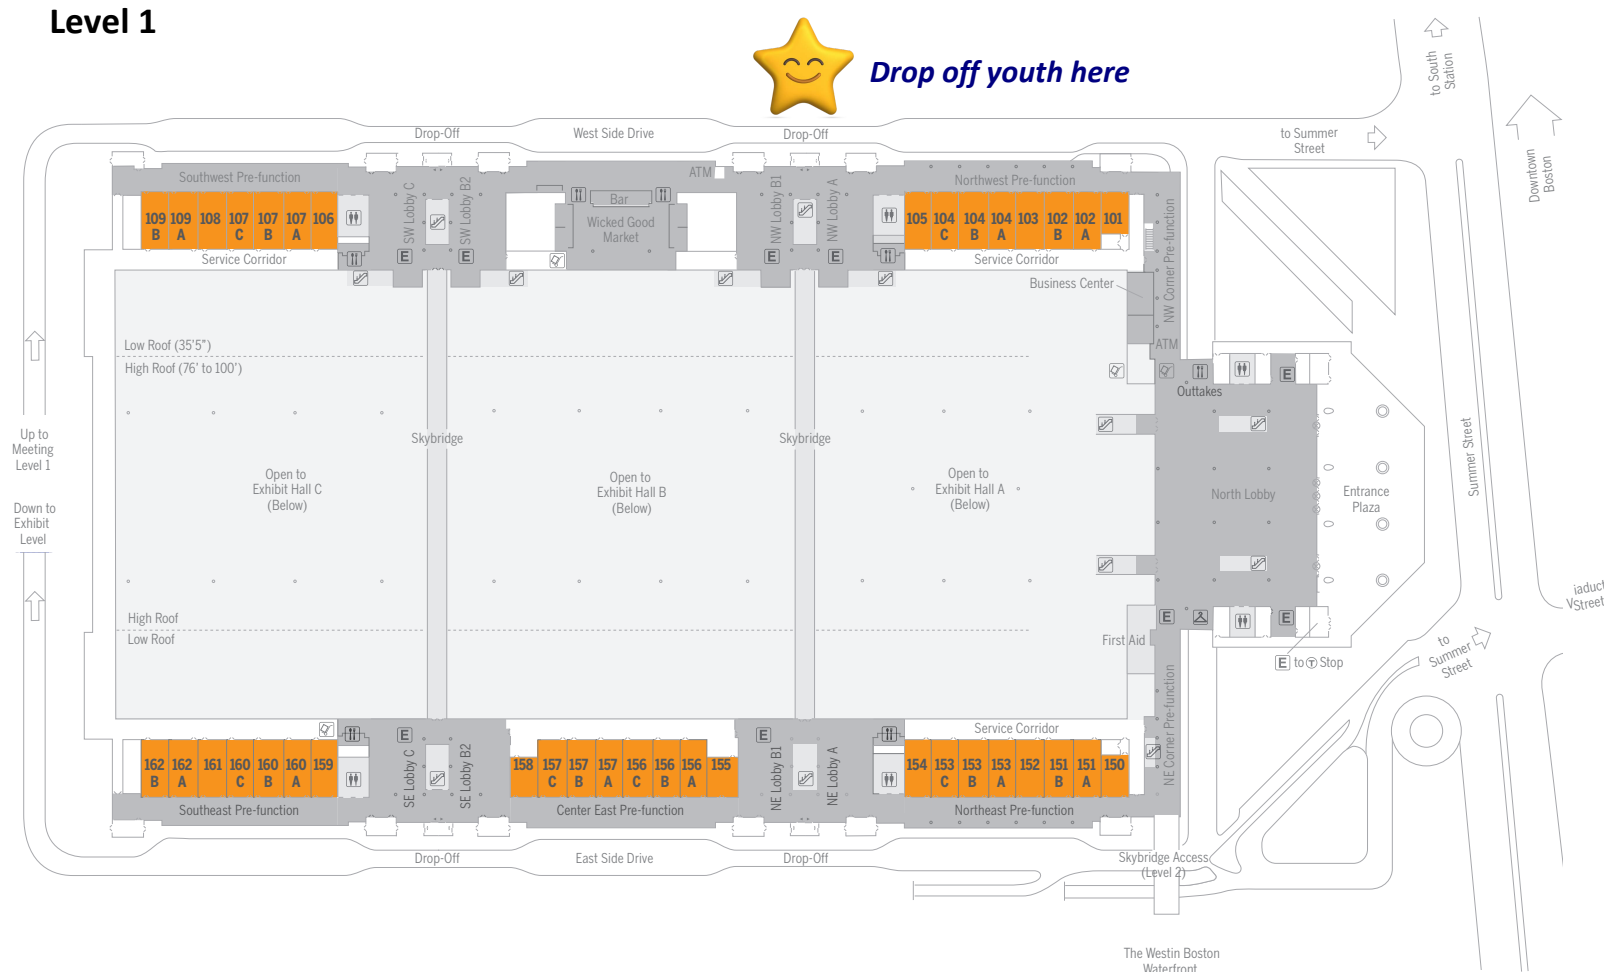 Level 1
Drop off youth here
to South
Station
Downtown
Boston
Drop-Off
West Side Drive
Drop-Off
to Summer
Street
Southwest Pre-function
SW Lobby C
SW Lobby B2
ATM
Bar
Wicked Good
Market
NW Lobby B1
NW Lobby A
Northwest Pre-function
109
B
109
A
108
107
C
107
B
107
A
106
105
104
C
104
B
104
A
103
102
B
102
A
101
E
E
E
E
Service Corridor
Service Corridor
NW Corner Pre-function
Business Center
ATM
Low Roof (35'5")
High Roof (76' to 100')
E
Outtakes
Up to
Meeting
Level 1
Skybridge
Skybridge
Summer Street
Open to
Exhibit Hall C
(Below)
Open to
Exhibit Hall B
(Below)
Open to
Exhibit Hall A
(Below)
North Lobby
Entrance
Plaza
Down to
Exhibit
Level
High Roof
Low Roof
iaduct
VStreet
E
E
First Aid
E to T Stop
to
Summer
Street
E
E
Service Corridor
NE Corner Pre-function
162
B
162
A
161
160
C
160
B
160
A
159
SE Lobby C
SE Lobby B2
158
157
C
157
B
157
A
156
C
156
B
156
A
155
NE Lobby B1
NE Lobby A
154
153
C
153
B
153
A
152
151
B
151
A
150
Southeast Pre-function
Center East Pre-function
Northeast Pre-function
Drop-Off
East Side Drive
Drop-Off
Skybridge Access
(Level 2)
The Westin Boston
Waterfront